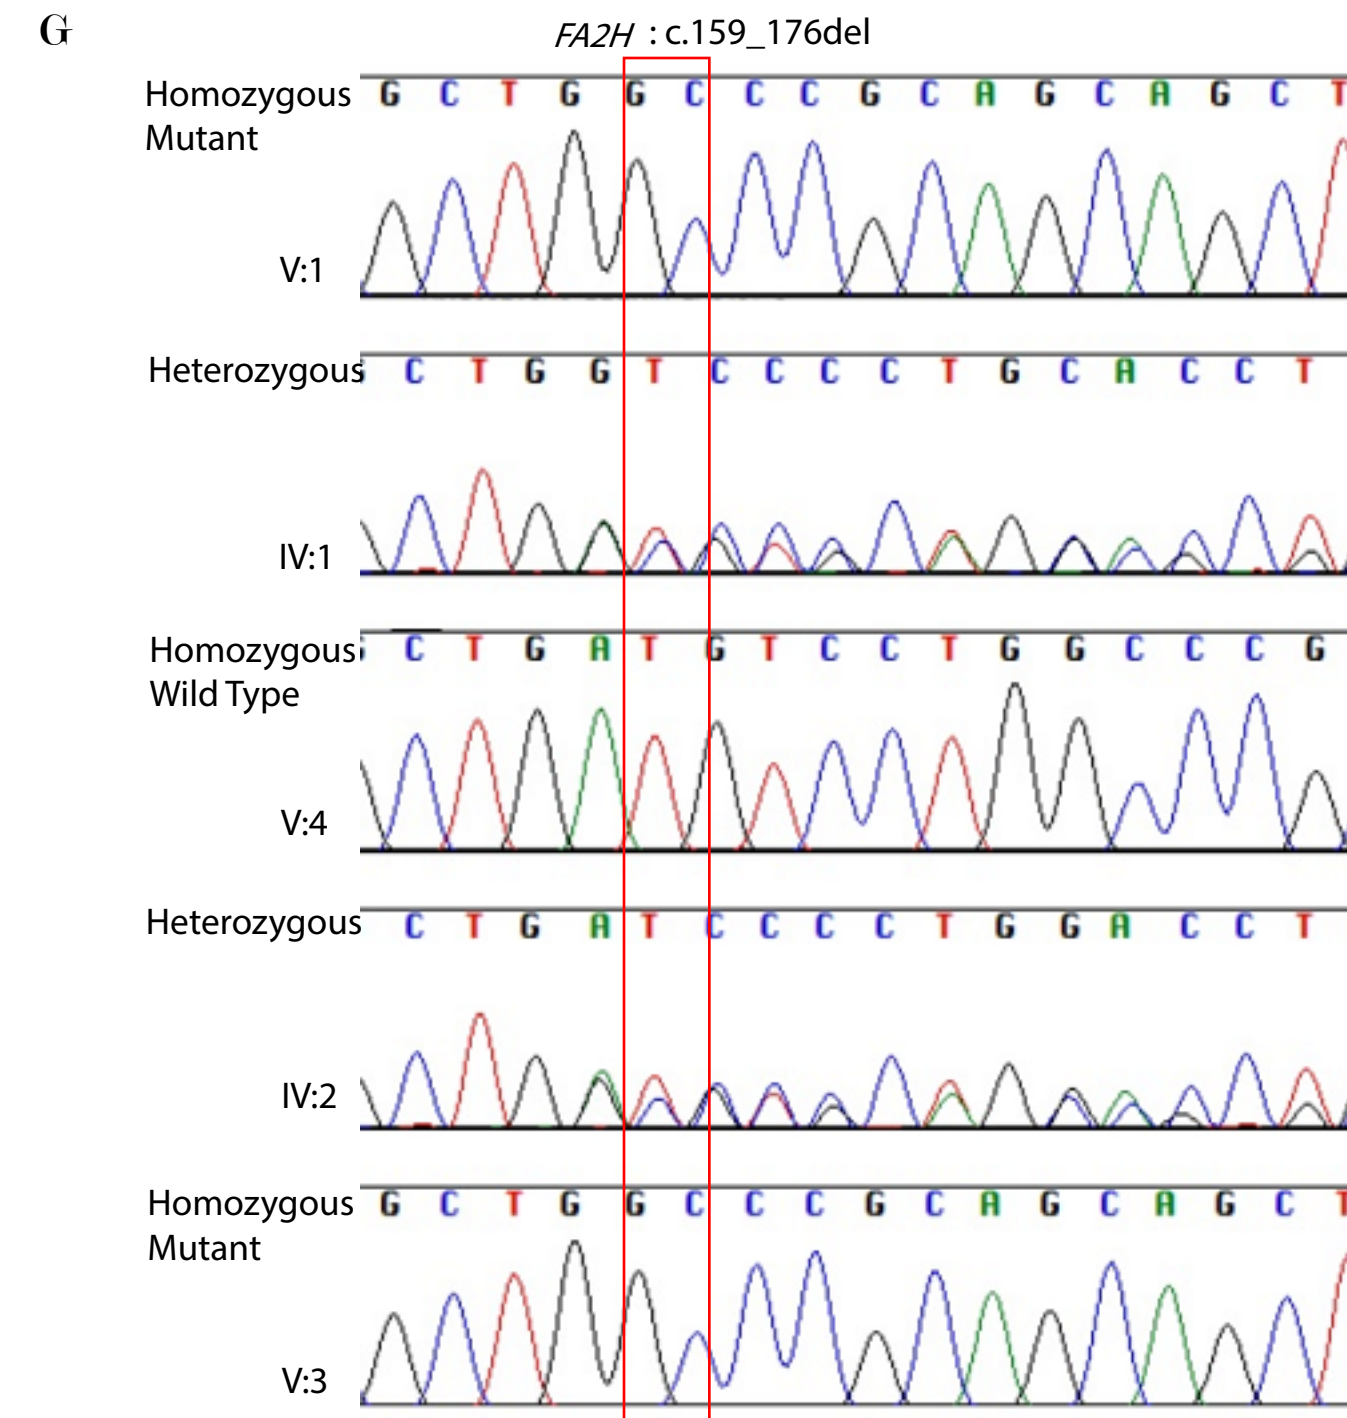 G
FA2H : c.159_176del
Homozygous G C T G G C C C G C A G C A G C T
Mutant
V:1
Heterozygous C T G G T C C C C T G C A C C T
IV:1
Homozygous C T G A T G T C C T G G C C C G
Wild Type
V:4
Heterozygous C T G A T C C C C T G G A C C T
IV:2
Homozygous G C T G G C C C G C A G C A G C T
Mutant
V:3